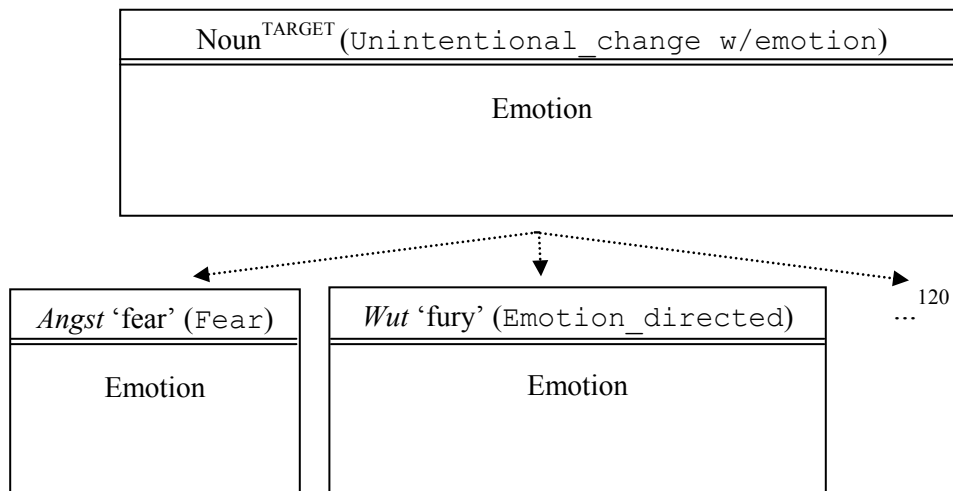 Noun^TARGET (Unintentional_change w/emotion)
Emotion
120
Angst ‘fear’ (Fear)
Wut ‘fury’ (Emotion_directed)
...
Emotion
Emotion